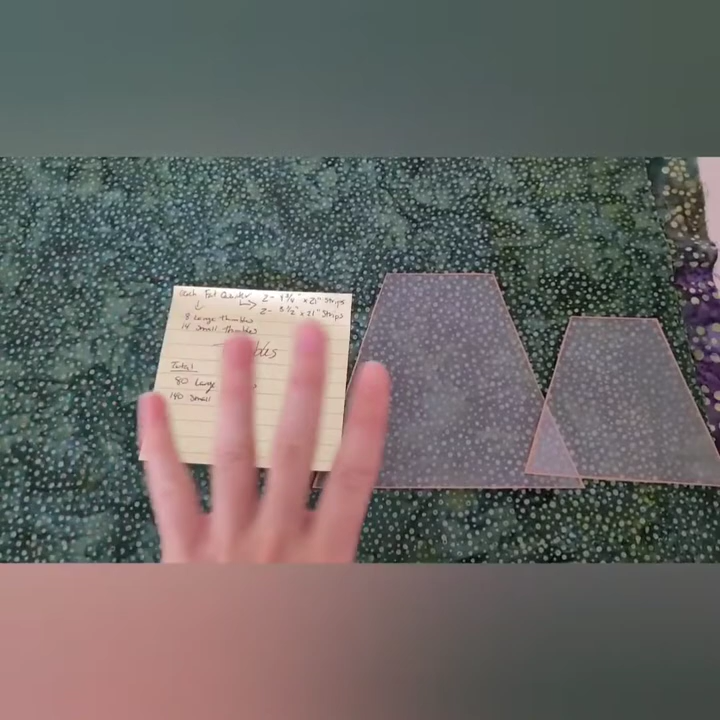 Each Fat Quarter → 2- 4 3/4" x 21" Strips
↓ 2- 3 1/2" x 21" Strips
8 Large Thimbles
14 Small Thimbles
Total
80 Large
140 Small